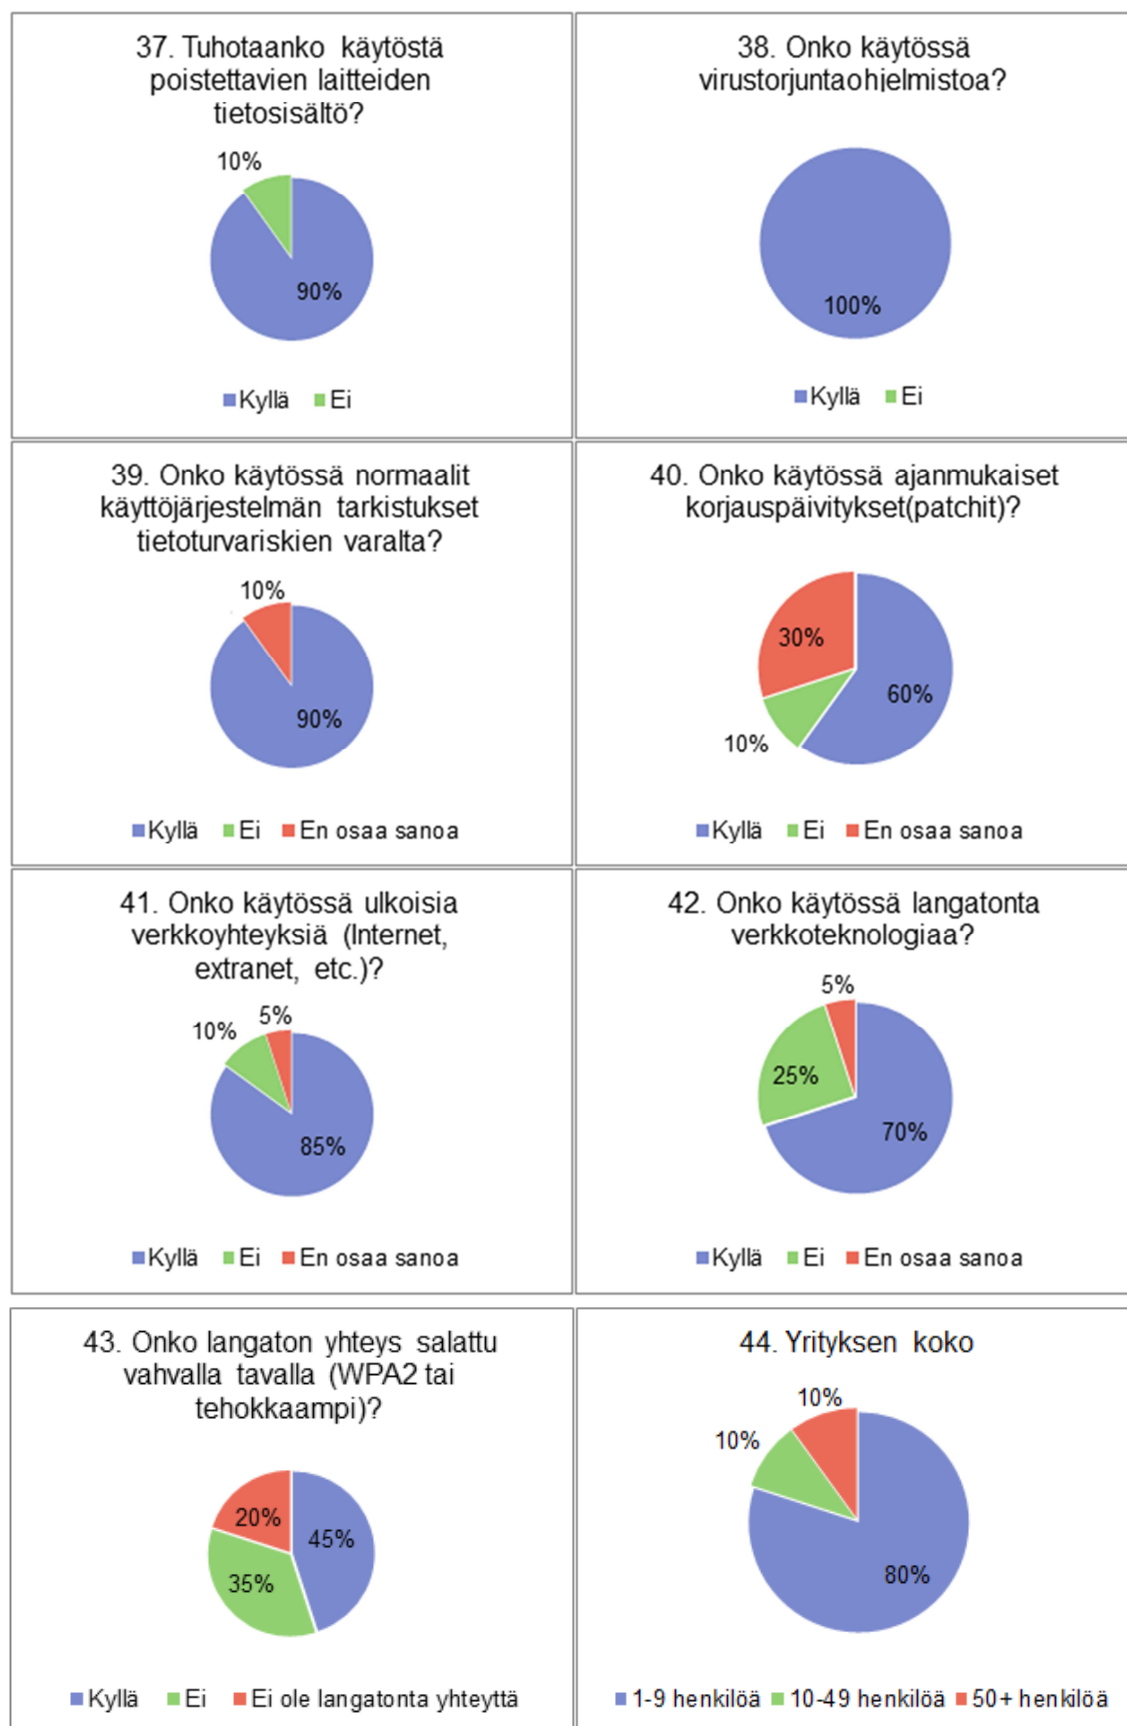 37. Tuhotaanko käytöstä
poistettavien laitteiden
tietosisältö?
10%
90%
Kyllä Ei
38. Onko käytössä
virustorjuntaohjelmistoa?
100%
Kyllä Ei
39. Onko käytössä normaalit
käyttöjärjestelmän tarkistukset
tietoturvariskien varalta?
10%
90%
Kyllä Ei En osaa sanoa
40. Onko käytössä ajanmukaiset
korjauspäivitykset(patchit)?
30%
60%
10%
Kyllä Ei En osaa sanoa
41. Onko käytössä ulkoisia
verkkoyhteyksiä (Internet,
extranet, etc.)?
5%
10%
85%
Kyllä Ei En osaa sanoa
42. Onko käytössä langatonta
verkkoteknologiaa?
5%
25%
70%
Kyllä Ei En osaa sanoa
43. Onko langaton yhteys salattu
vahvalla tavalla (WPA2 tai
tehokkaampi)?
20%
45%
35%
Kyllä Ei Ei ole langatonta yhteyttä
44. Yrityksen koko
10%
10%
80%
1-9 henkilöä 10-49 henkilöä 50+ henkilöä